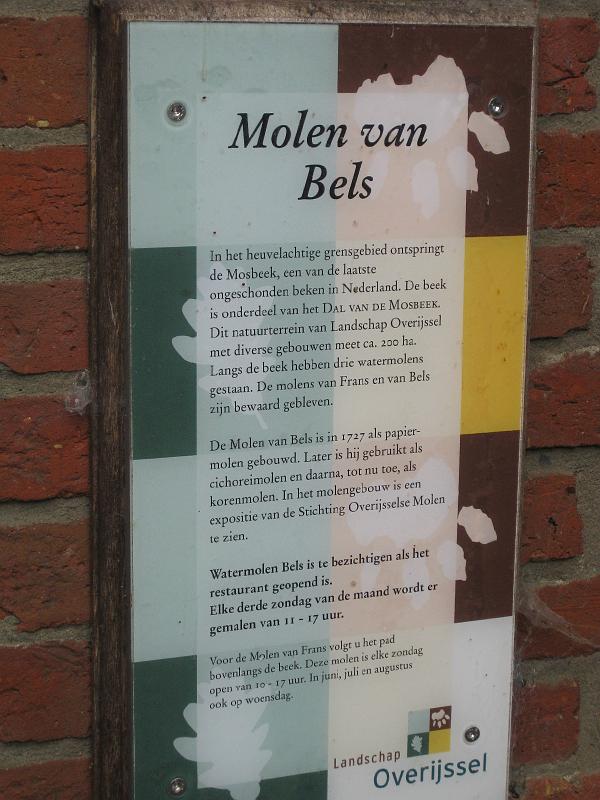 Molen van
Bels
In het heuvelachtige grensgebied ontspringt
de Mosbeek, een van de laatste
ongeschonden beken in Nederland. De beek
is onderdeel van het DAL VAN DE MOSBEEK.
Dit natuurterrein van Landschap Overijssel
met diverse gebouwen meet ca. 200 ha.
Langs de beek hebben drie watermolens
gestaan. De molens van Frans en van Bels
zijn bewaard gebleven.
De Molen van Bels is in 1727 als papier-
molen gebouwd. Later is hij gebruikt als
cichoreimolen en daarna, tot nu toe, als
korenmolen. In het molengebouw is een
expositie van de Stichting Overijsselse Molen
te zien.
Watermolen Bels is te bezichtigen als het
restaurant geopend is.
Elke derde zondag van de maand wordt er
gemalen van 11 - 17 uur.
Voor de Molen van Frans volgt u het pad
bovenlangs de beek. Deze molen is elke zondag
open van 10 - 17 uur. In juni, juli en augustus
ook op woensdag.
Landschap
Overijssel